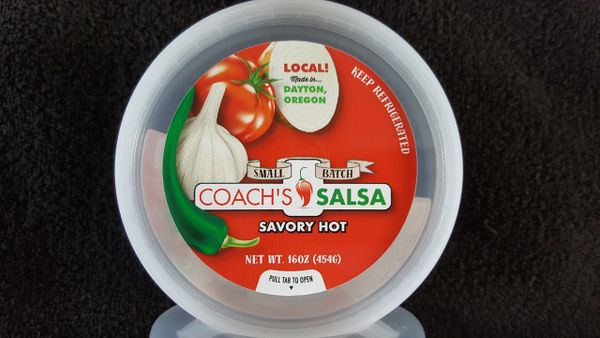 LOCAL!
Made in...
DAYTON,
OREGON
KEEP REFRIGERATED
SMALL BATCH
COACH'S SALSA
SAVORY HOT
NET WT. 16OZ (454G)
PULL TAB TO OPEN